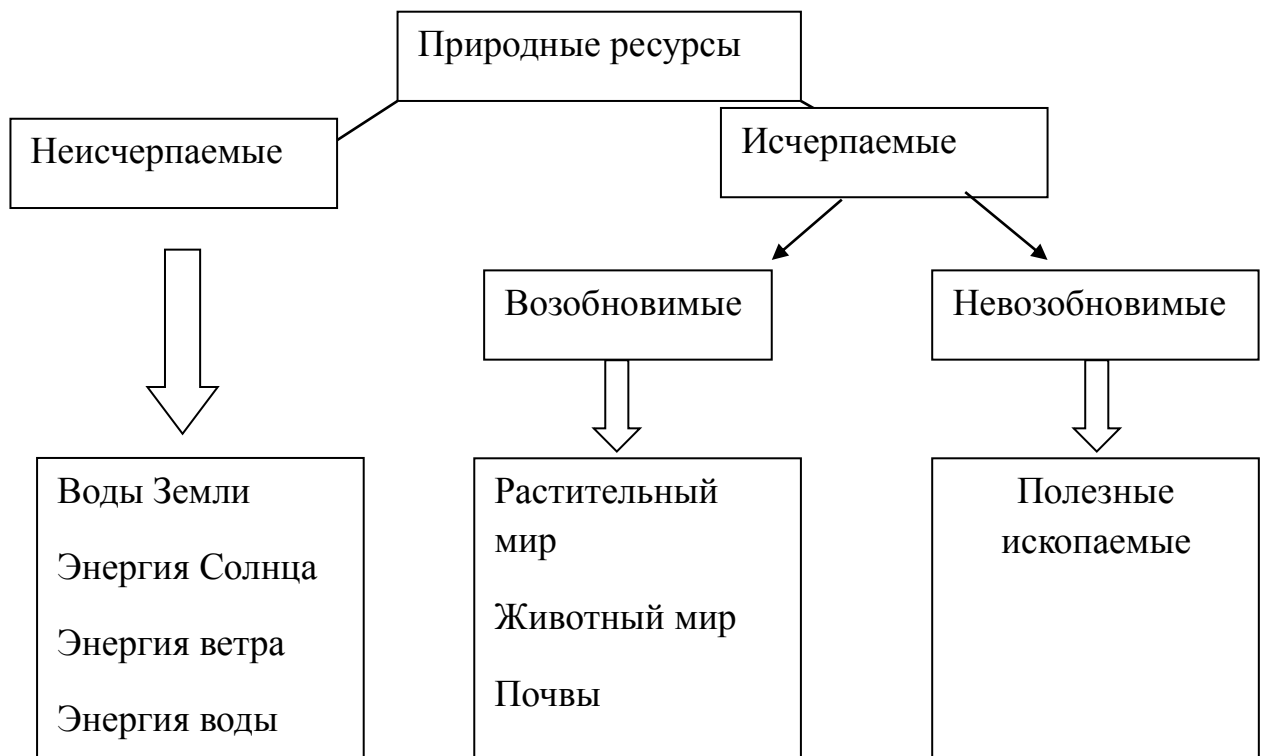 Природные ресурсы
Неисчерпаемые
Исчерпаемые
Возобновимые
Невозобновимые
Воды Земли
Энергия Солнца
Энергия ветра
Энергия воды
Растительный
мир
Животный мир
Почвы
Полезные
ископаемые